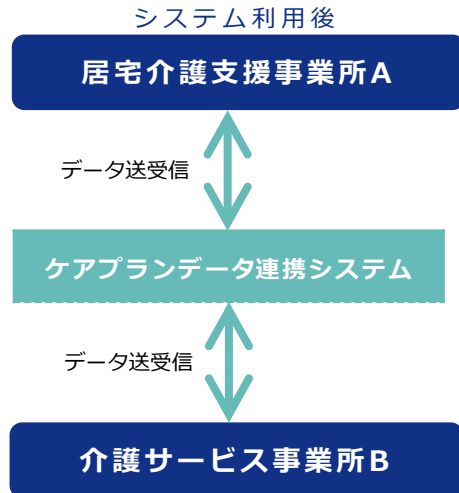 システム利用後
居宅介護支援事業所A
データ送受信
ケアプランデータ連携システム
データ送受信
介護サービス事業所B